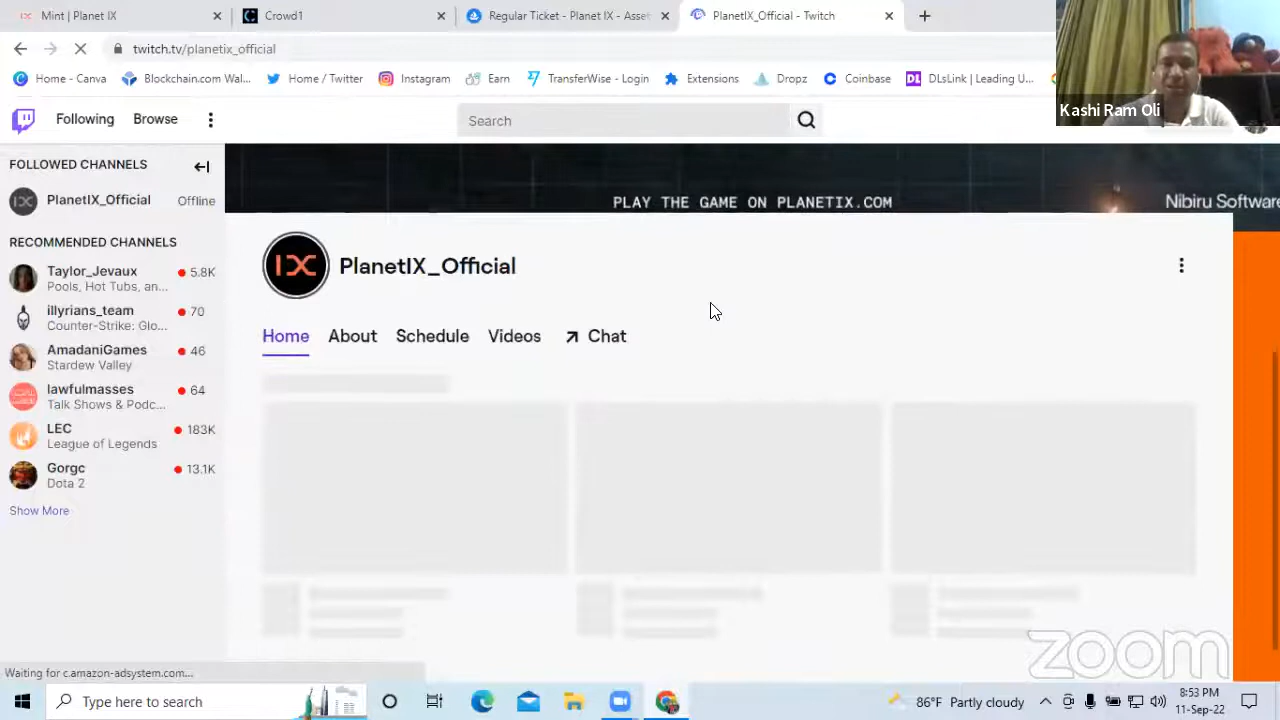 Mint | Planet IX
Crowd1
Regular Ticket - Planet IX - Asse
PlanetIX_Official - Twitch
twitch.tv/planetix_official
Home - Canva
Blockchain.com Wal...
Home / Twitter
Instagram
Earn
TransferWise - Login
Extensions
Dropz
Coinbase
DL
DLsLink | Leading U...
Kashi Ram Oli
Following
Browse
Search
FOLLOWED CHANNELS
PlanetIX_Official
Offline
RECOMMENDED CHANNELS
Taylor_Jevaux
5.8K
Pools, Hot Tubs, an...
illyrians_team
70
Counter-Strike: Glo...
AmadaniGames
46
Stardew Valley
lawfulmasses
64
Talk Shows & Podc...
LEC
183K
League of Legends
Gorgc
13.1K
Dota 2
Show More
PLAY THE GAME ON PLANETIX.COM
Nibiru Software
IX
PlanetIX_Official
Home
About
Schedule
Videos
Chat
zoom
Waiting for c.amazon-adsystem.com...
Type here to search
86°F Partly cloudy
8:53 PM
11-Sep-22